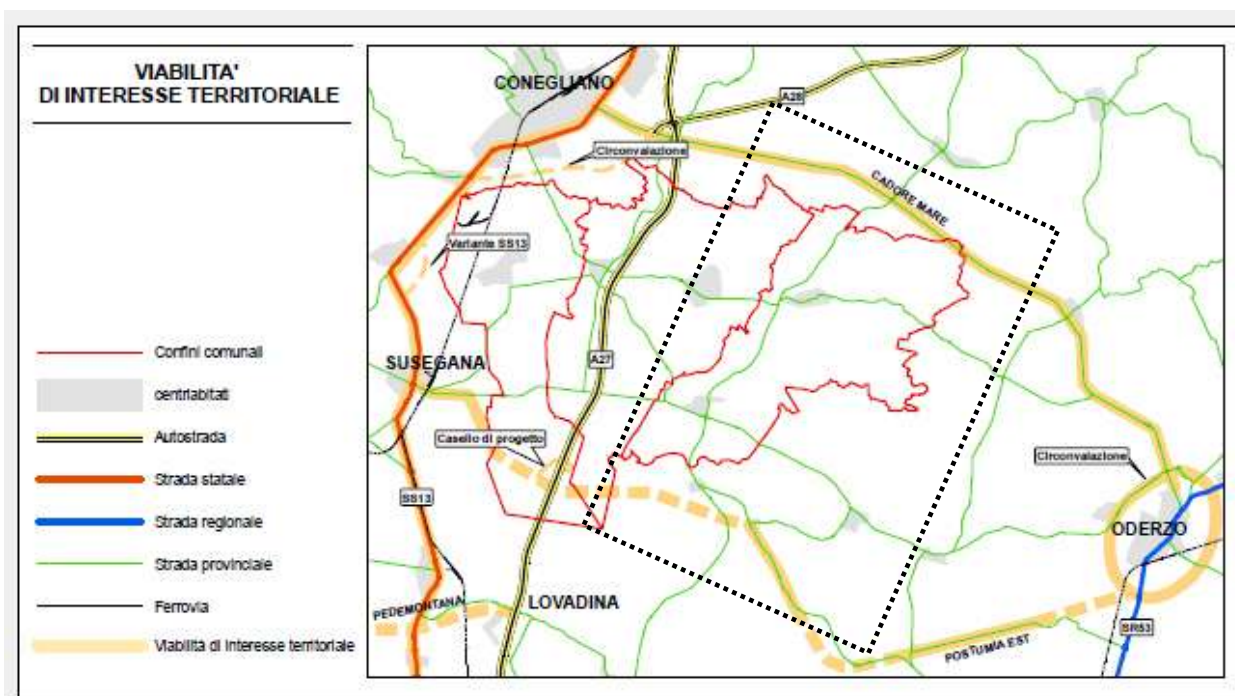 VIABILITA'
DI INTERESSE TERRITORIALE
Confini comunali
centriabitati
Autostrada
Strada statale
Strada regionale
Strada provinciale
Ferrovia
Viabilità di interesse territoriale
CONEGLIANO
A28
Circonvalazione
CADORE MARE
Variante SS13
SUSEGANA
A27
Casello di progetto
Circonvalazione
SS13
ODERZO
LOVADINA
PEDEMONTANA
SR53
POSTUMIA EST